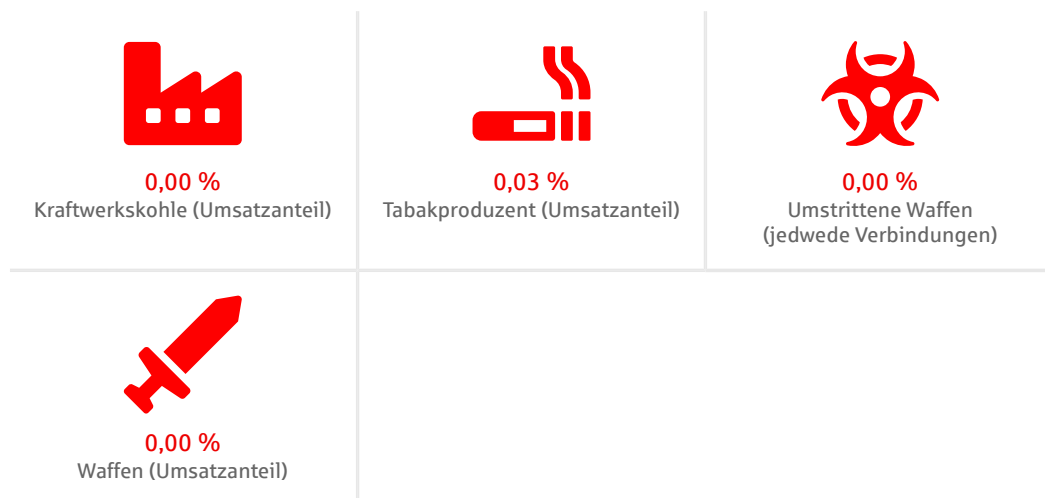 0,00 %
Kraftwerkskohle (Umsatzanteil)
0,03 %
Tabakproduzent (Umsatzanteil)
0,00 %
Umstrittene Waffen
(jedwede Verbindungen)
0,00 %
Waffen (Umsatzanteil)